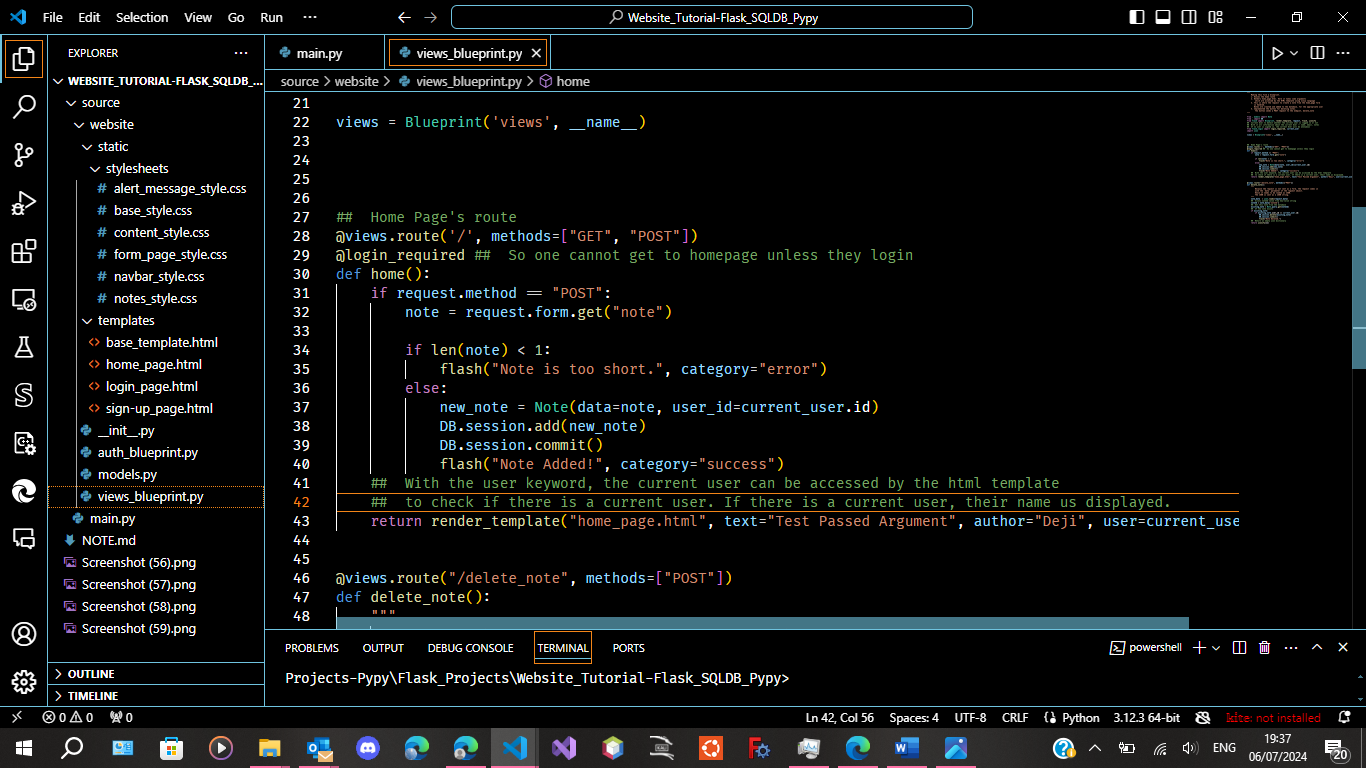 File Edit Selection View Go Run ···
Website_Tutorial-Flask_SQLDB_Pypy
EXPLORER ···
WEBSITE_TUTORIAL-FLASK_SQLDB_...
source
website
static
stylesheets
# alert_message_style.css
# base_style.css
# content_style.css
# form_page_style.css
# navbar_style.css
# notes_style.css
templates
<> base_template.html
<> home_page.html
<> login_page.html
<> sign-up_page.html
__init__.py
auth_blueprint.py
models.py
views_blueprint.py
main.py
NOTE.md
Screenshot (56).png
Screenshot (57).png
Screenshot (58).png
Screenshot (59).png
OUTLINE
TIMELINE
main.py views_blueprint.py
source > website > views_blueprint.py > home
21
22 views = Blueprint('views', __name__)
23
24
25
26
27 ##  Home Page's route
28 @views.route('/', methods=["GET", "POST"])
29 @login_required ##  So one cannot get to homepage unless they login
30 def home():
31     if request.method == "POST":
32         note = request.form.get("note")
33
34         if len(note) < 1:
35             flash("Note is too short.", category="error")
36         else:
37             new_note = Note(data=note, user_id=current_user.id)
38             DB.session.add(new_note)
39             DB.session.commit()
40             flash("Note Added!", category="success")
41     ##  With the user keyword, the current user can be accessed by the html template
42     ##  to check if there is a current user. If there is a current user, their name us displayed.
43     return render_template("home_page.html", text="Test Passed Argument", author="Deji", user=current_use
44
45
46 @views.route("/delete_note", methods=["POST"])
47 def delete_note():
48     """
PROBLEMS OUTPUT DEBUG CONSOLE TERMINAL PORTS powershell
Projects-Pypy\Flask_Projects\Website_Tutorial-Flask_SQLDB_Pypy>
0 0 0 Ln 42, Col 56 Spaces: 4 UTF-8 CRLF Python 3.12.3 64-bit not installed
ENG 19:37
06/07/2024 20